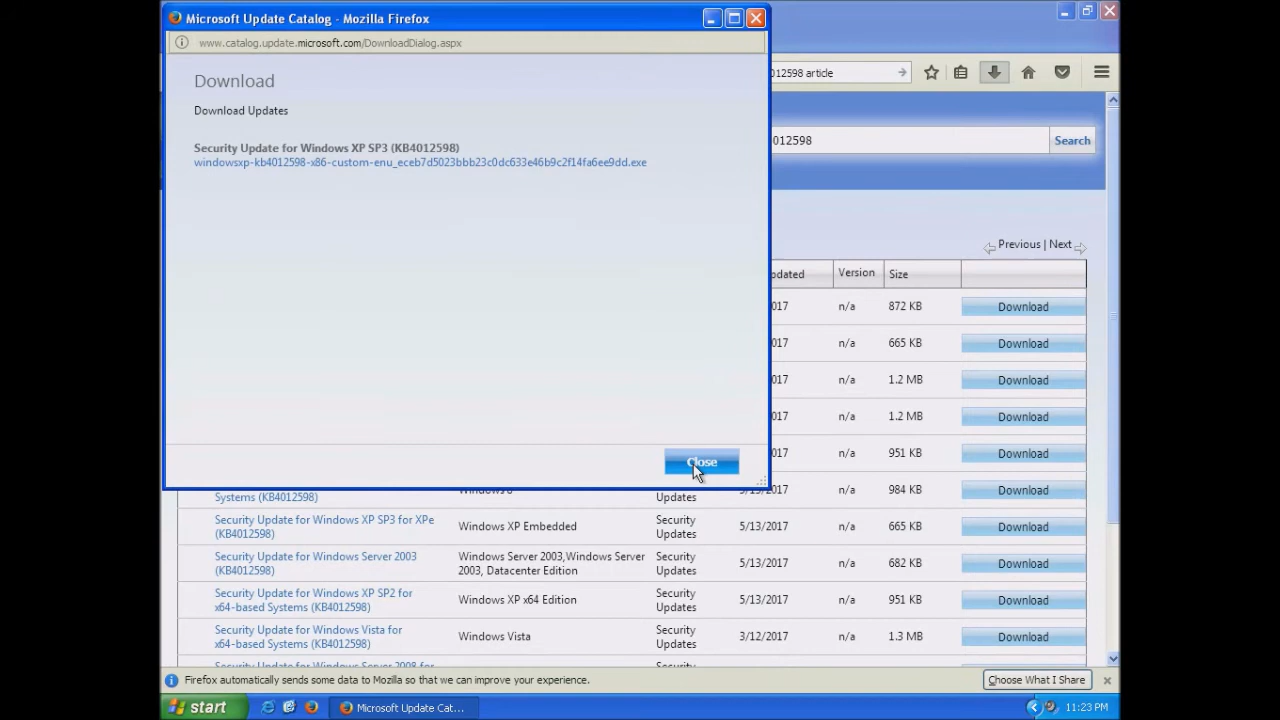 Microsoft Update Catalog - Mozilla Firefox
www.catalog.update.microsoft.com/DownloadDialog.aspx
Download
Download Updates
Security Update for Windows XP SP3 (KB4012598)
windowsxp-kb4012598-x86-custom-enu_eceb7d5023bbb23c0dc633e46b9c2f14fa6ee9dd.exe
Close
012598 article
012598
Search
Previous | Next
pdated Version Size
017 n/a 872 KB Download
017 n/a 665 KB Download
017 n/a 1.2 MB Download
017 n/a 1.2 MB Download
n/a 951 KB Download
n/a 984 KB Download
Systems (KB4012598) Updates
Security Update for Windows XP SP3 for XPe Windows XP Embedded Security 5/13/2017 n/a 665 KB Download
(KB4012598) Updates
Security Update for Windows Server 2003 Windows Server 2003,Windows Server Security 5/13/2017 n/a 682 KB Download
(KB4012598) 2003, Datacenter Edition Updates
Security Update for Windows XP SP2 for Windows XP x64 Edition Security 5/13/2017 n/a 951 KB Download
x64-based Systems (KB4012598) Updates
Security Update for Windows Vista for Windows Vista Security 3/12/2017 n/a 1.3 MB Download
x64-based Systems (KB4012598) Updates
Security Update for Windows Server 2008 for
Firefox automatically sends some data to Mozilla so that we can improve your experience.
Choose What I Share
start
Microsoft Update Cat...
11:23 PM